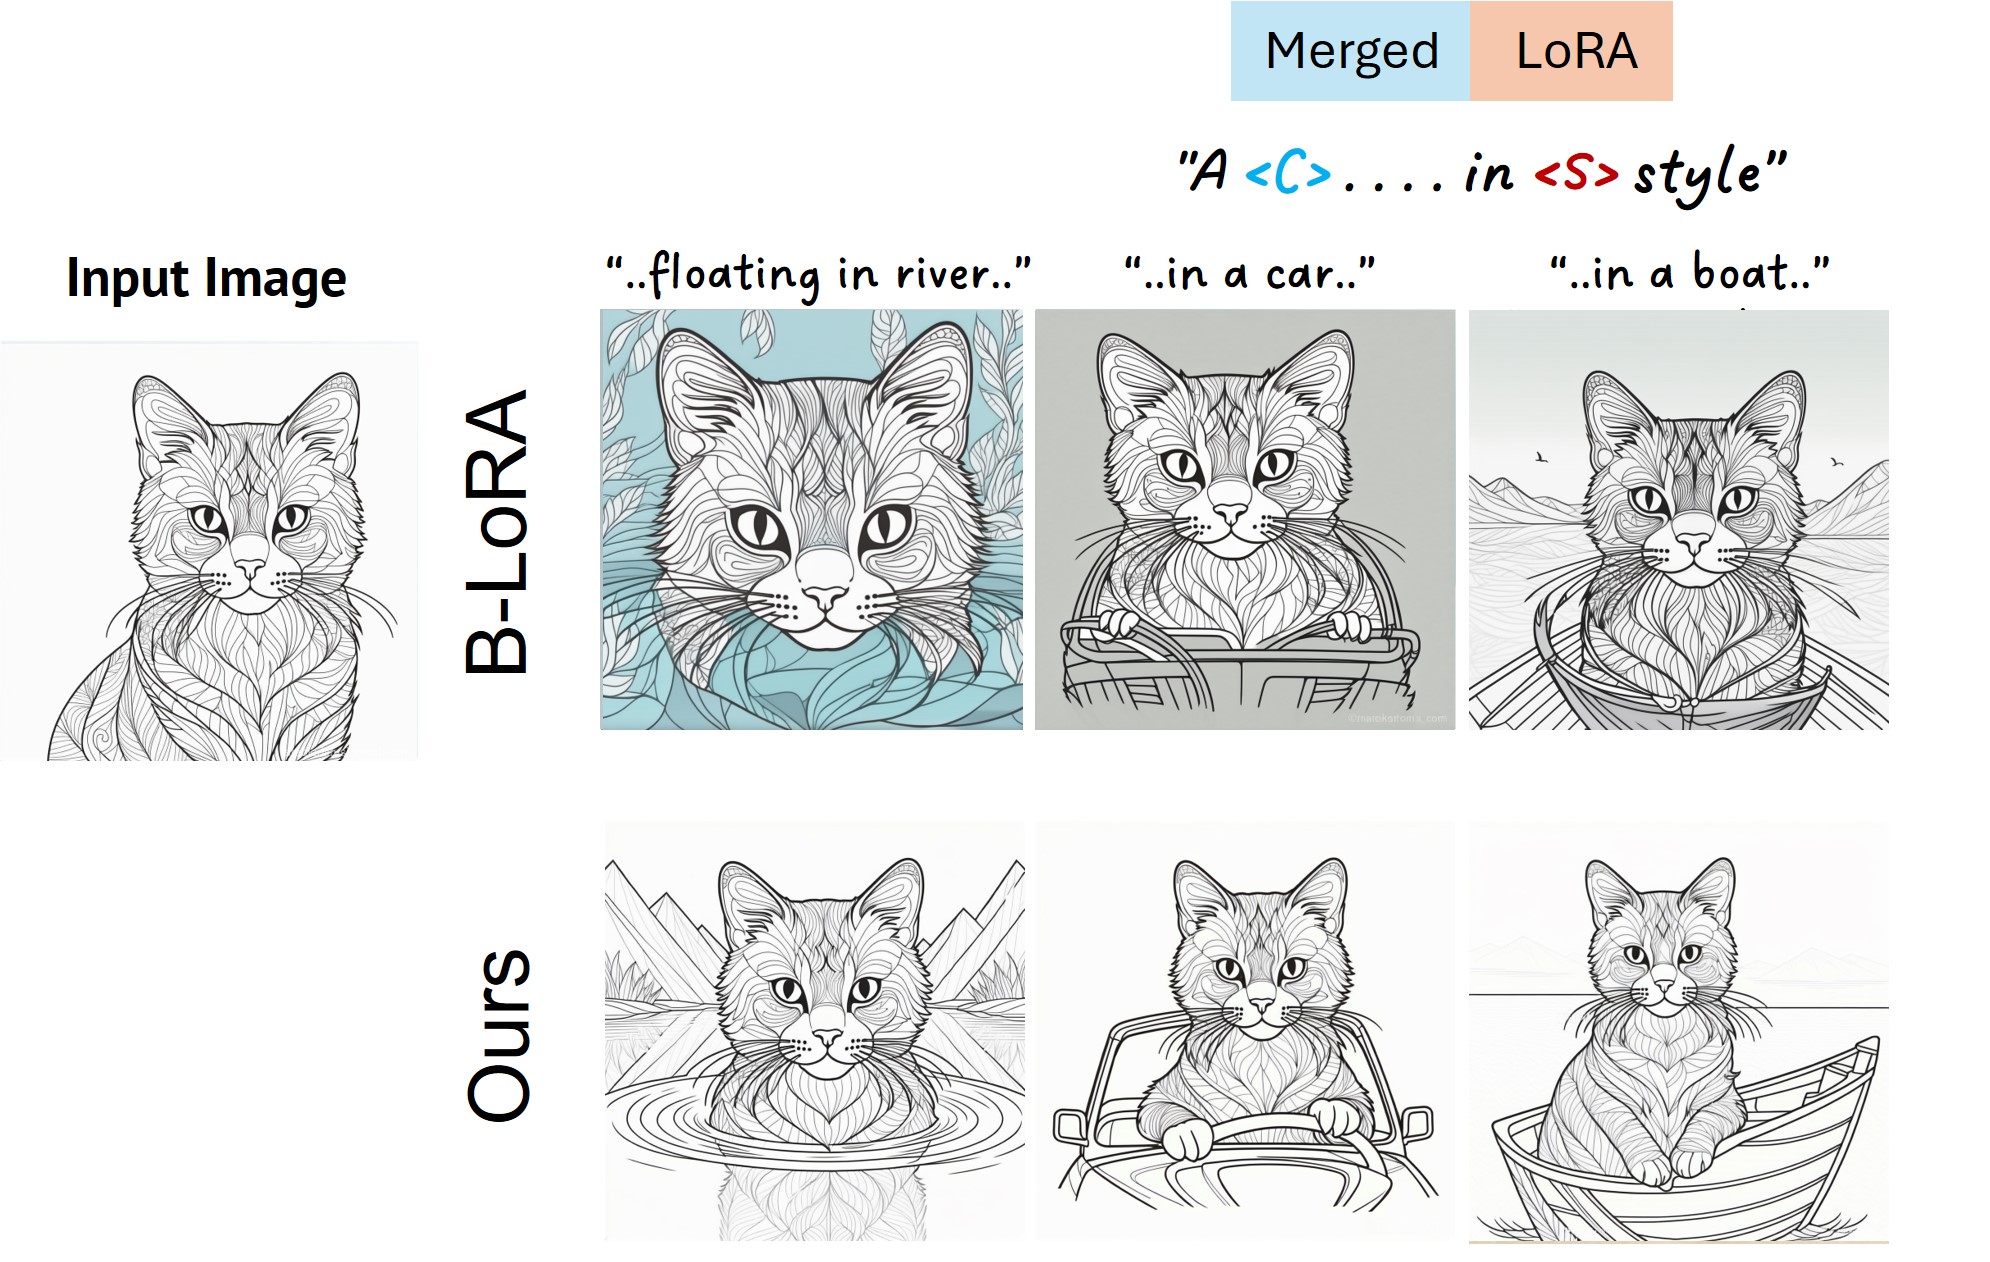 Merged LoRA
"A <C> .... in <S> style"
Input Image
"..floating in river.."
"..in a car.."
"..in a boat.."
B-LoRA
Ours